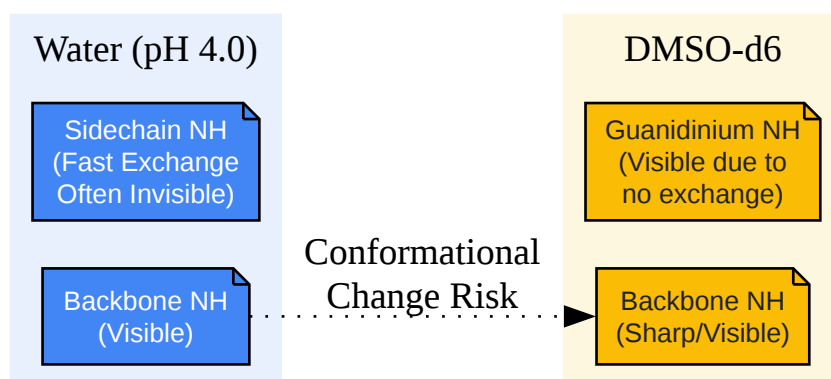 Water (pH 4.0)
Sidechain NH
(Fast Exchange
Often Invisible)
Backbone NH
(Visible)
Conformational
Change Risk
DMSO-d6
Guanidinium NH
(Visible due to
no exchange)
Backbone NH
(Sharp/Visible)